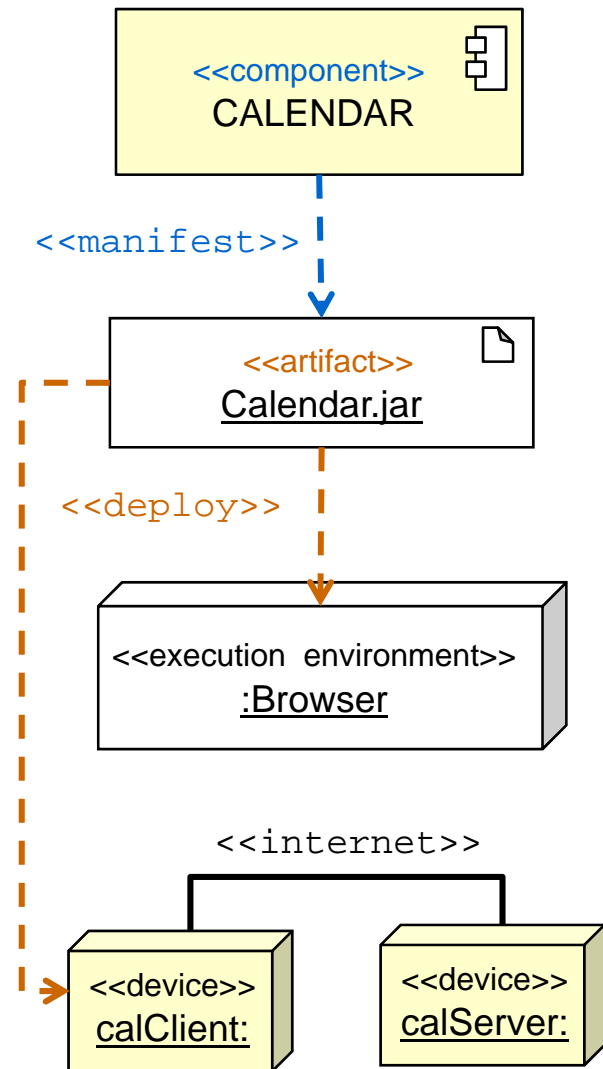 <<component>>
CALENDAR
<<manifest>>
<<artifact>>
Calendar.jar
<<deploy>>
<<execution environment>>
:Browser
<<internet>>
<<device>>
calClient:
<<device>>
calServer: